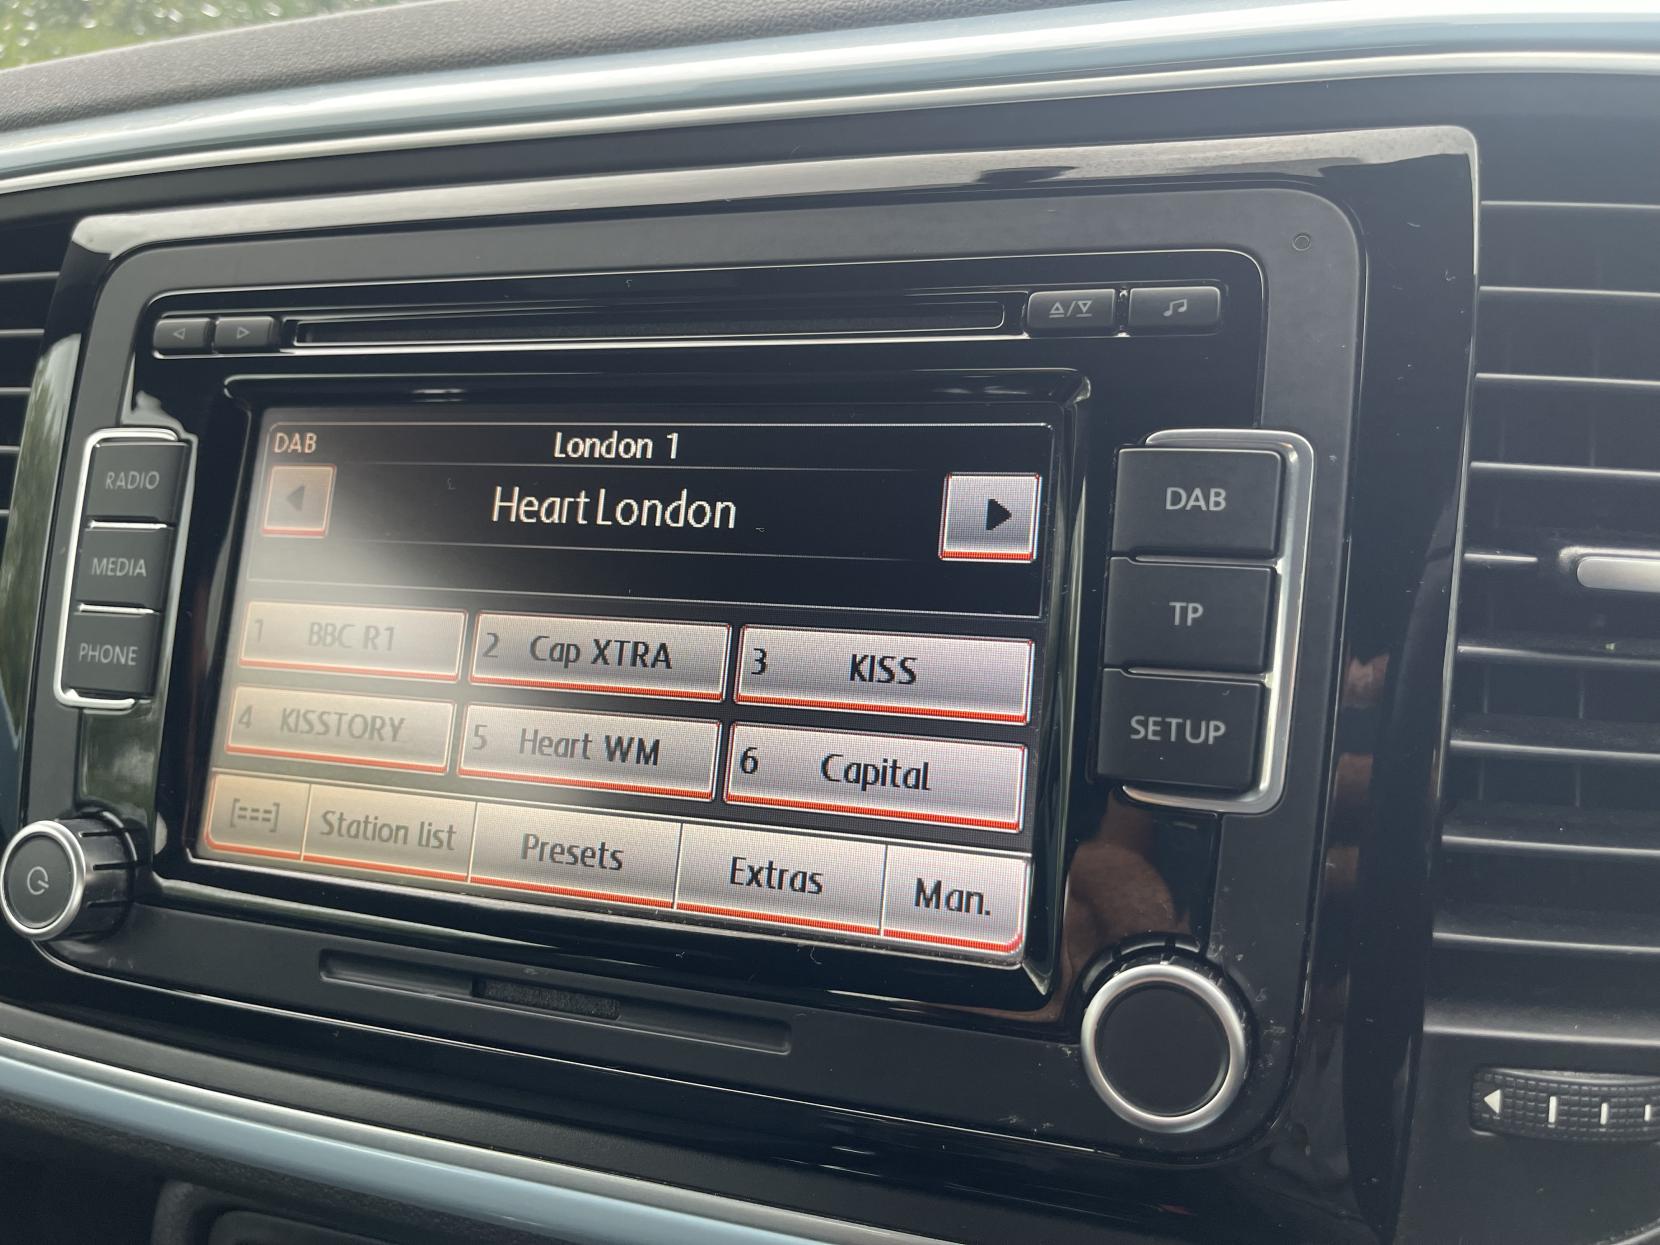 DAB London 1
Heart London
RADIO
MEDIA
PHONE
1 BBC R1
2 Cap XTRA
3 KISS
4 KISSTORY
5 Heart WM
6 Capital
Station list
Presets
Extras
Man.
DAB
TP
SETUP